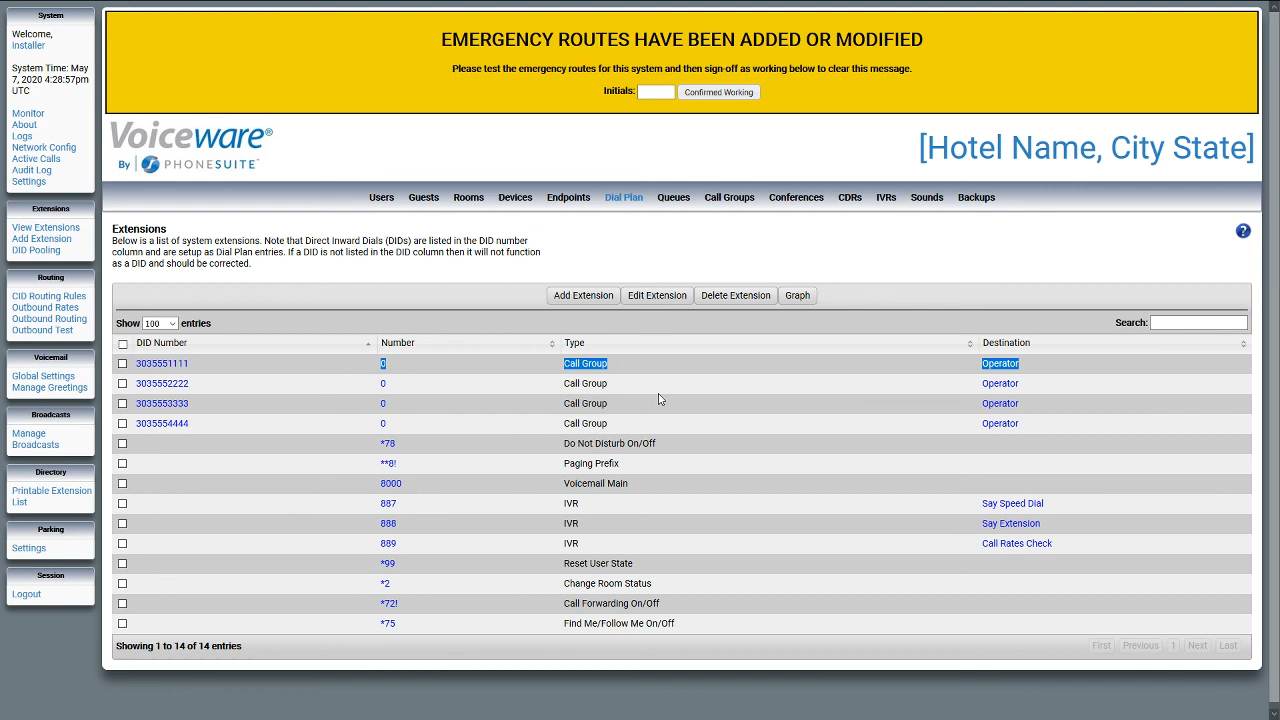 System
Welcome,
Installer
System Time: May
7, 2020 4:28:57pm
UTC
Monitor
About
Logs
Network Config
Active Calls
Audit Log
Settings
Extensions
View Extensions
Add Extension
DID Pooling
Routing
CID Routing Rules
Outbound Rates
Outbound Routing
Outbound Test
Voicemail
Global Settings
Manage Greetings
Broadcasts
Manage
Broadcasts
Directory
Printable Extension
List
Parking
Settings
Session
Logout
EMERGENCY ROUTES HAVE BEEN ADDED OR MODIFIED
Please test the emergency routes for this system and then sign-off as working below to clear this message.
Initials: Confirmed Working
Voiceware®
By PHONESUITE™
[Hotel Name, City State]
Users Guests Rooms Devices Endpoints Dial Plan Queues Call Groups Conferences CDRs IVRs Sounds Backups
Extensions
Below is a list of system extensions. Note that Direct Inward Dials (DIDs) are listed in the DID number
column and are setup as Dial Plan entries. If a DID is not listed in the DID column then it will not function
as a DID and should be corrected.
?
Add Extension Edit Extension Delete Extension Graph
Show 100 entries Search:
DID Number Number Type Destination
3035551111 0 Call Group Operator
3035552222 0 Call Group Operator
3035553333 0 Call Group Operator
3035554444 0 Call Group Operator
*78 Do Not Disturb On/Off
**8! Paging Prefix
8000 Voicemail Main
887 IVR Say Speed Dial
888 IVR Say Extension
889 IVR Call Rates Check
*99 Reset User State
*2 Change Room Status
*72! Call Forwarding On/Off
*75 Find Me/Follow Me On/Off
Showing 1 to 14 of 14 entries First Previous 1 Next Last